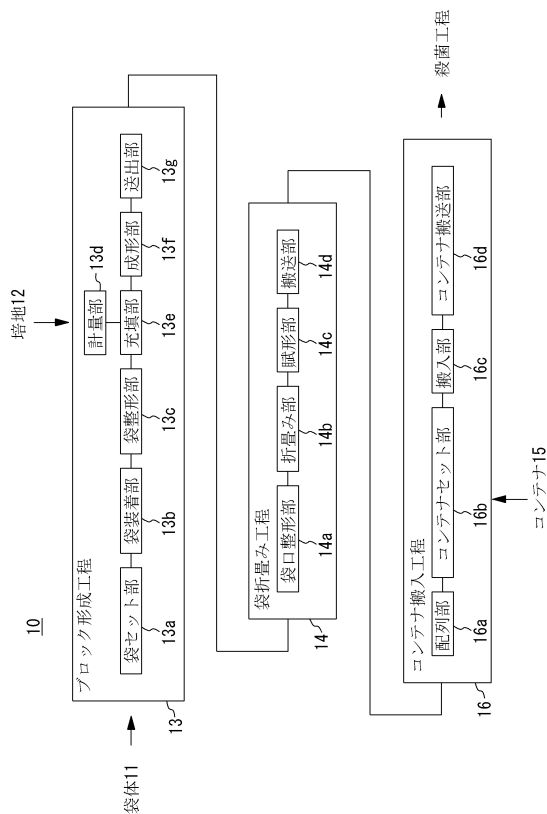 10
培地12
袋体11
ブロック形成工程
袋セット部
袋装着部
袋整形部
計量部
充填部
成形部
送出部
13a
13b
13c
13d
13e
13f
13g
13
袋折畳み工程
袋口整形部
折畳み部
賦形部
搬送部
14a
14b
14c
14d
14
コンテナ搬入工程
配列部
コンテナセット部
搬入部
コンテナ搬送部
16a
16b
16c
16d
16
コンテナ15
殺菌工程